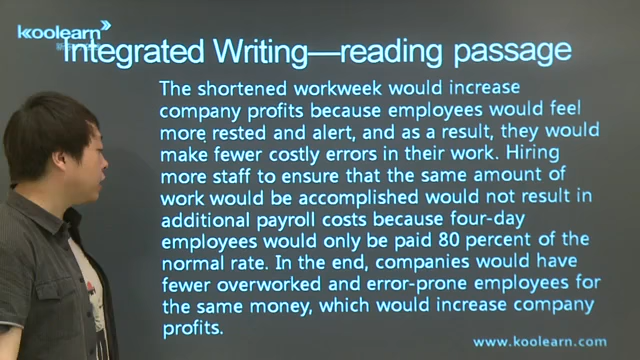 koolearn
Integrated Writing—reading passage
The shortened workweek would increase
company profits because employees would feel
more rested and alert, and as a result, they would
make fewer costly errors in their work. Hiring
more staff to ensure that the same amount of
work would be accomplished would not result in
additional payroll costs because four-day
employees would only be paid 80 percent of the
normal rate. In the end, companies would have
fewer overworked and error-prone employees for
the same money, which would increase company
profits.
www.koolearn.com